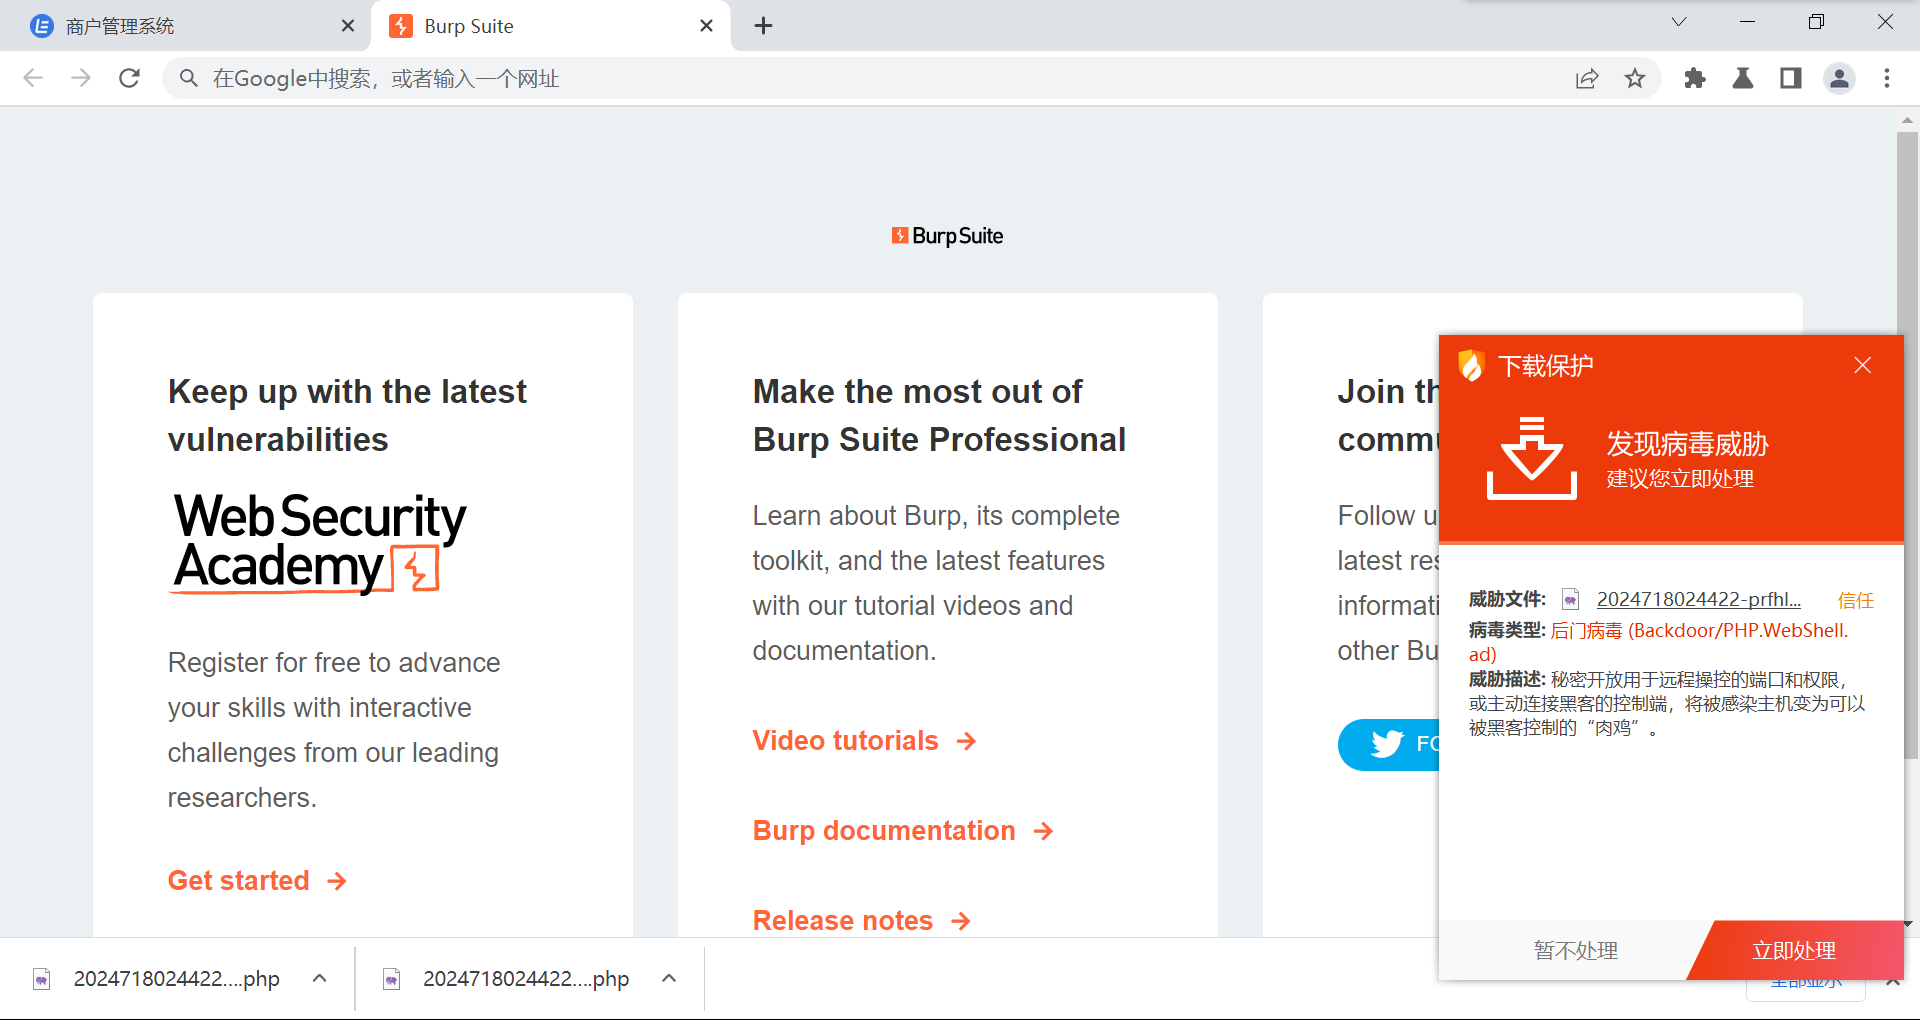 商户管理系统
Burp Suite
在Google中搜索，或者输入一个网址
Burp Suite
Keep up with the latest
vulnerabilities
Web Security
Academy
Register for free to advance
your skills with interactive
challenges from our leading
researchers.
Get started
Make the most out of
Burp Suite Professional
Learn about Burp, its complete
toolkit, and the latest features
with our tutorial videos and
documentation.
Video tutorials
Burp documentation
Release notes
Join th
commu
Follow u
latest res
informati
other Bu
FO
下载保护
发现病毒威胁
建议您立即处理
威胁文件: 2024718024422-prfhl... 信任
病毒类型: 后门病毒 (Backdoor/PHP.WebShell.
ad)
威胁描述: 秘密开放用于远程操控的端口和权限，
或主动连接黑客的控制端，将被感染主机变为可以
被黑客控制的“肉鸡”。
暂不处理
立即处理
2024718024422....php
2024718024422....php
全部显示